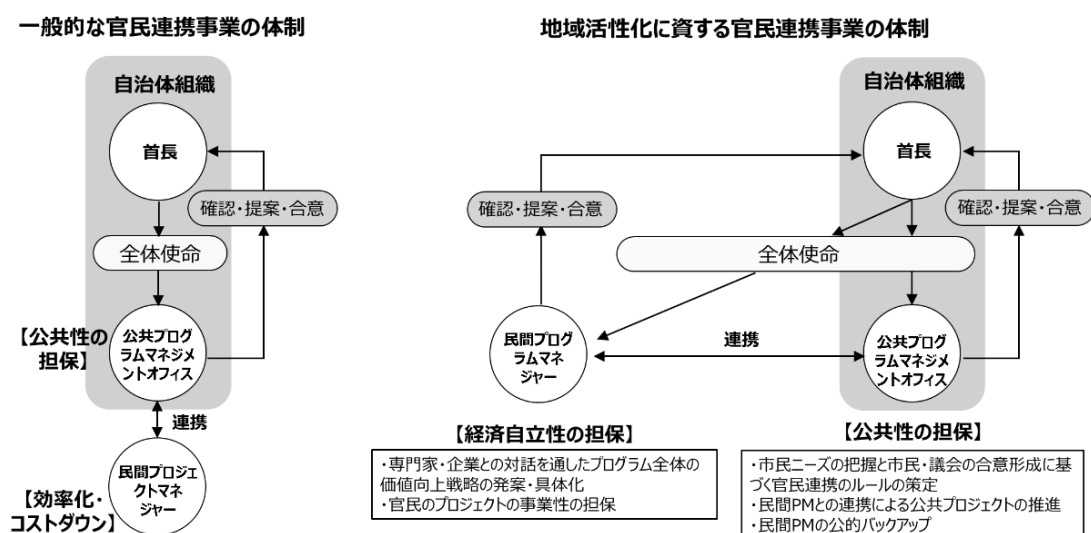 一般的な官民連携事業の体制
自治体組織
首長
確認・提案・合意
全体使命
【公共性の
担保】
公共プログ
ラムマネジメ
ントオフィス
連携
【効率化・
コストダウン】
民間プロジェ
クトマネ
ジャー
地域活性化に資する官民連携事業の体制
自治体組織
首長
確認・提案・合意
確認・提案・合意
全体使命
民間プログ
ラムマネ
ジャー
連携
公共プログ
ラムマネジメ
ントオフィス
【経済自立性の担保】
・専門家・企業との対話を通したプログラム全体の
価値向上戦略の発案・具体化
・官民のプロジェクトの事業性の担保
【公共性の担保】
・市民ニーズの把握と市民・議会の合意形成に基
づく官民連携のルールの策定
・民間PMとの連携による公共プロジェクトの推進
・民間PMの公的バックアップ